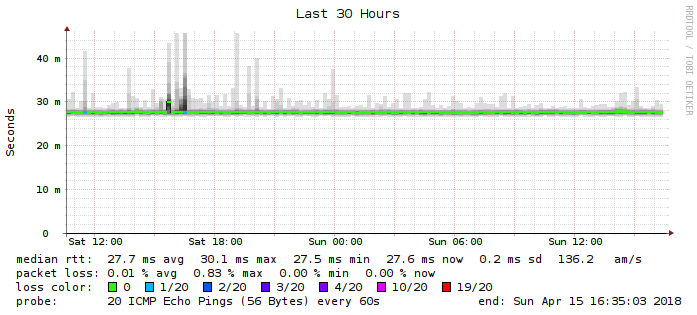 Last 30 Hours
RRDTOOL / TOBI OETIKER
Seconds
40 m
30 m
20 m
10 m
0
Sat 12:00 Sat 18:00 Sun 00:00 Sun 06:00 Sun 12:00
median rtt: 27.7 ms avg 30.1 ms max 27.5 ms min 27.6 ms now 0.2 ms sd 136.2 am/s
packet loss: 0.01 % avg 0.83 % max 0.00 % min 0.00 % now
loss color: 0 1/20 2/20 3/20 4/20 10/20 19/20
probe: 20 ICMP Echo Pings (56 Bytes) every 60s end: Sun Apr 15 16:35:03 2018